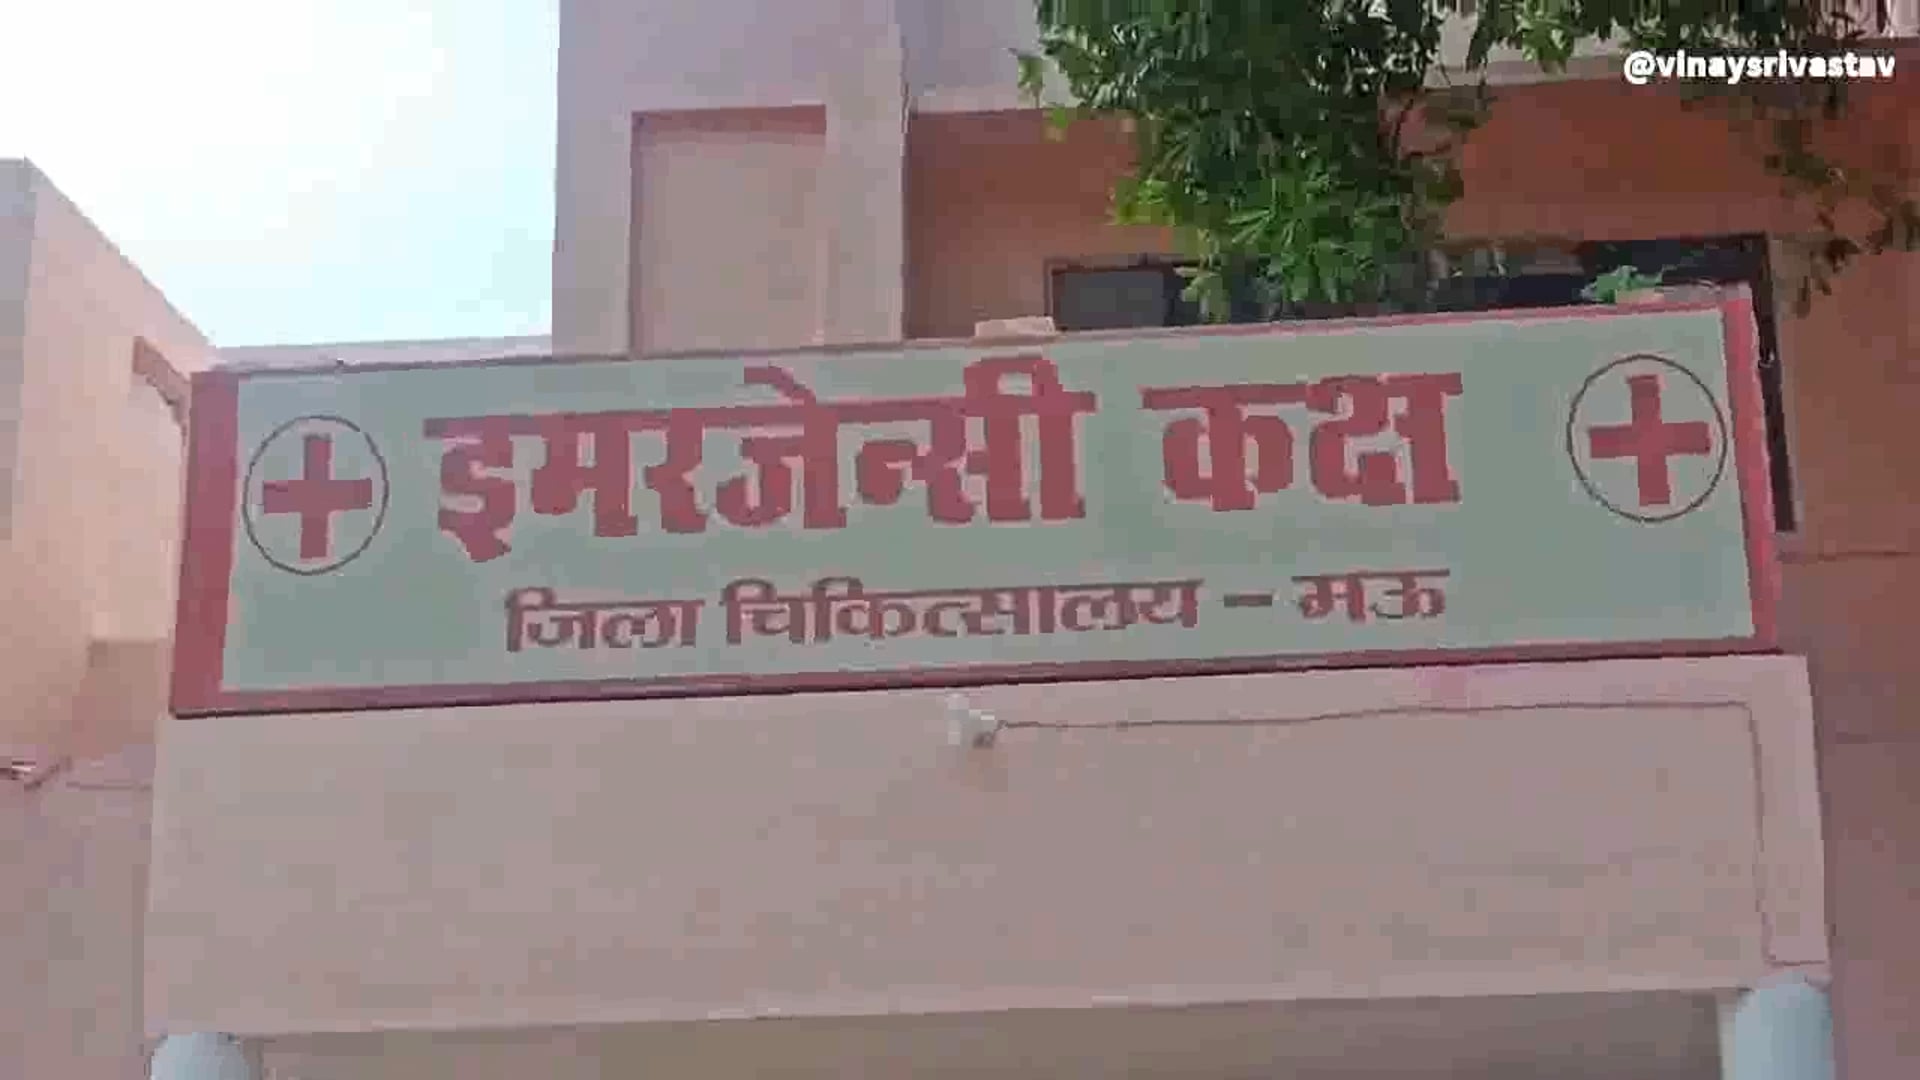 @vinaysrivastav
इमरजेन्सी कक्ष
जिला चिकित्सालय - मऊ